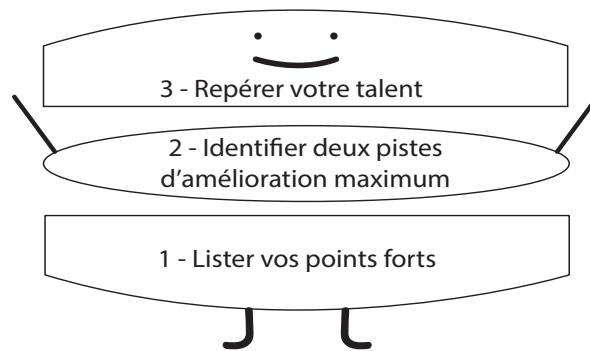 3 - Repérer votre talent
2 - Identifier deux pistes
d’amélioration maximum
1 - Lister vos points forts